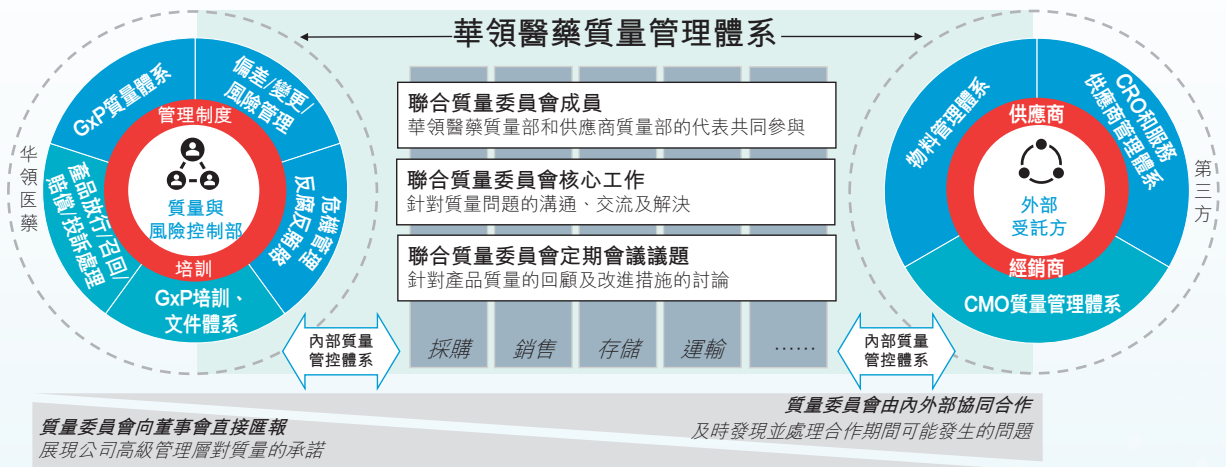 華領醫藥質量管理體系
华领医藥
GxP質量體系
偏差/變更/
風險管理
管理制度
質量與
風險控制部
培訓
產品放行/召回/
賠償/投訴處理
危機管理
反腐反賄賂
GxP培訓、
文件體系
聯合質量委員會成員
華領醫藥質量部和供應商質量部的代表共同參與
聯合質量委員會核心工作
針對質量問題的溝通、交流及解決
聯合質量委員會定期會議議題
針對產品質量的回顧及改進措施的討論
採購
銷售
存儲
運輸
……
內部質量
管控體系
內部質量
管控體系
物料管理體系
CRO和服務
供應商管理體系
供應商
外部
受託方
經銷商
CMO質量管理體系
第三方
質量委員會向董事會直接匯報
展現公司高級管理層對質量的承諾
質量委員會由內外部協同合作
及時發現並處理合作期間可能發生的問題